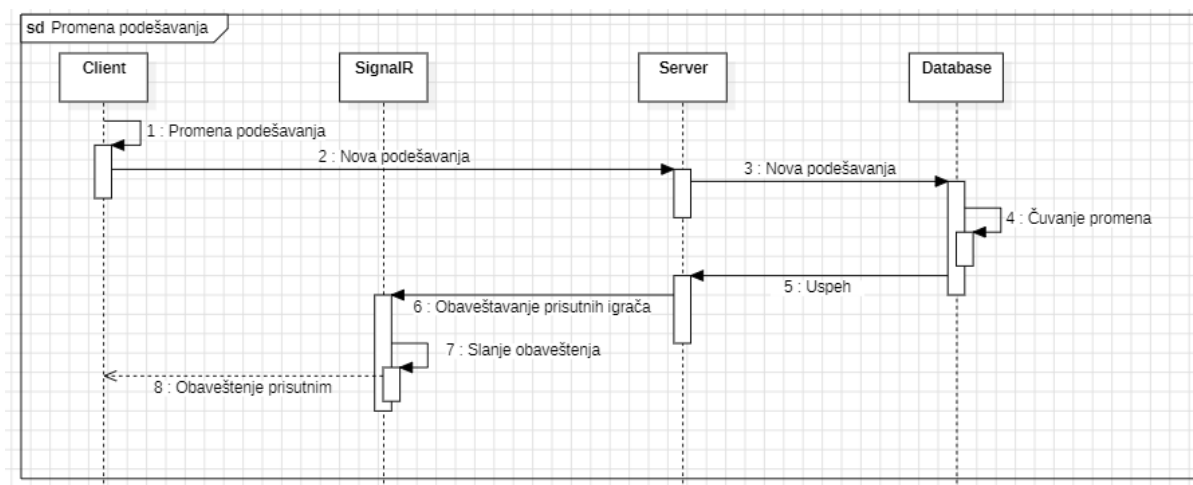 sd Promena podešavanja
Client
SignalR
Server
Database
1 : Promena podešavanja
2 : Nova podešavanja
3 : Nova podešavanja
4 : Čuvanje promena
5 : Uspeh
6 : Obaveštavanje prisutnih igrača
7 : Slanje obaveštenja
8 : Obaveštenje prisutnim